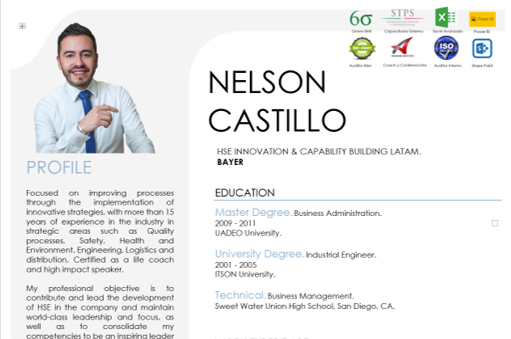 6σ
STPS
Power BI
Green Belt
Capacitador Externo
Excel Avanzado
Power BI
ISO
Auditor Líder
Coach y Conferencista
Auditor Interno
Share Point
NELSON
CASTILLO
HSE INNOVATION & CAPABILITY BUILDING LATAM.
BAYER
PROFILE
Focused on improving processes
through the implementation of
innovative strategies, with more than 15
years of experience in the industry in
strategic areas such as Quality
processes, Safety, Health and
Environment, Engineering, Logistics and
distribution. Certified as a life coach
and high impact speaker.
My professional objective is to
contribute and lead the development
of HSE in the company and maintain
world-class leadership and focus, as
well as to consolidate my
competencies to be an inspiring leader
EDUCATION
Master Degree. Business Administration.
2009 - 2011
UADEO University.
University Degree. Industrial Engineer.
2001 - 2005
ITSON University.
Technical. Business Management.
Sweet Water Union High School, San Diego, CA.